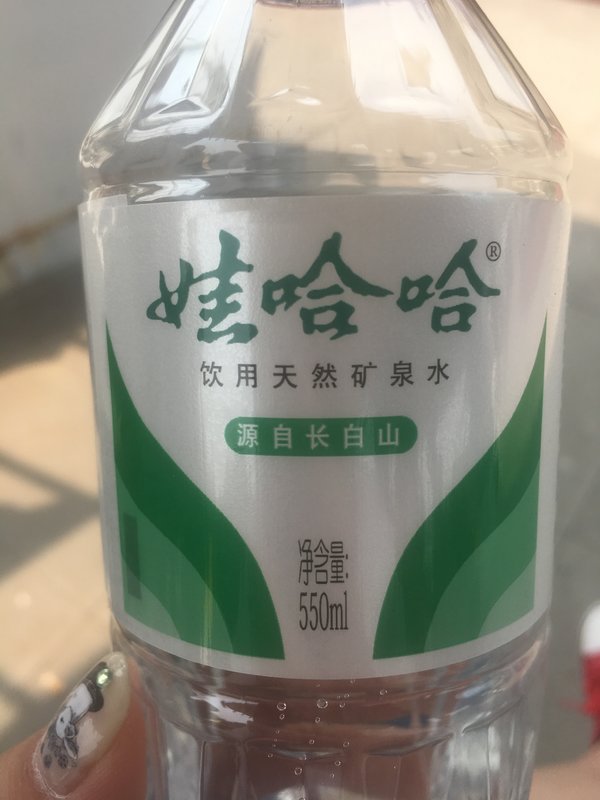 娃哈哈®
饮用天然矿泉水
源自长白山
净含量:
550ml